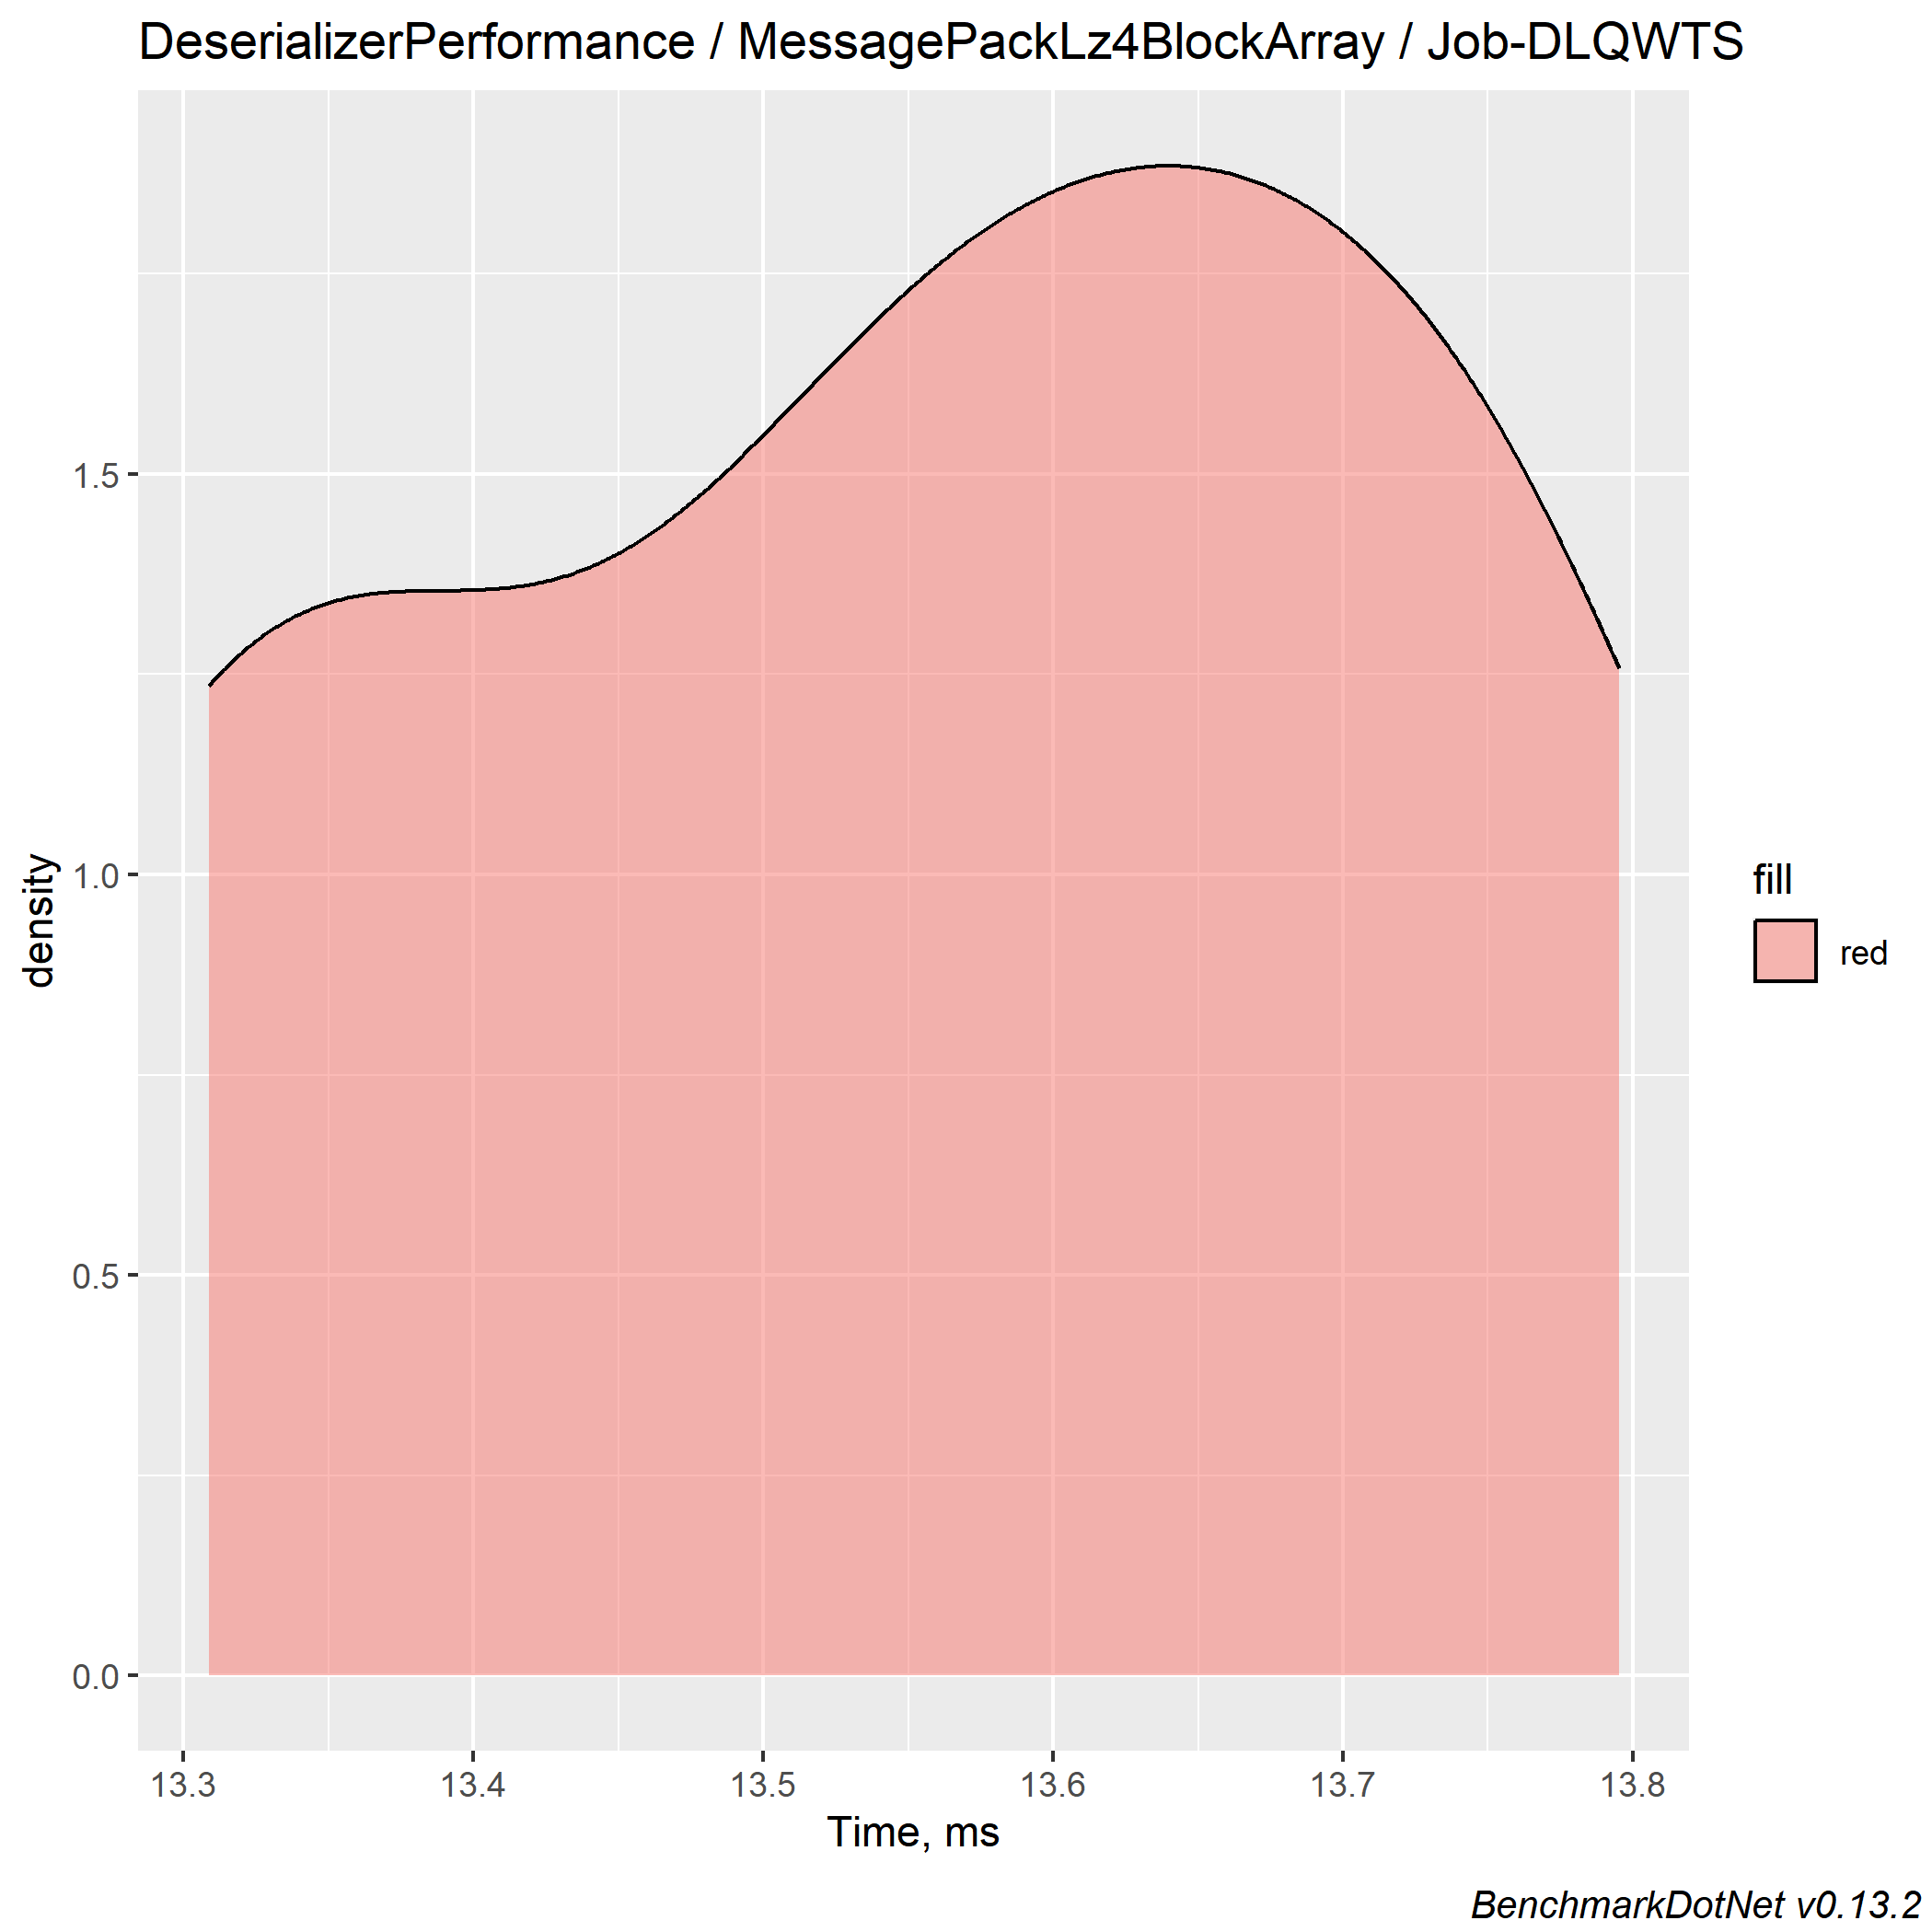 DeserializerPerformance / MessagePackLz4BlockArray / Job-DLQWTS
density
1.5
1.0
0.5
0.0
13.3 13.4 13.5 13.6 13.7 13.8
Time, ms
fill
red
BenchmarkDotNet v0.13.2